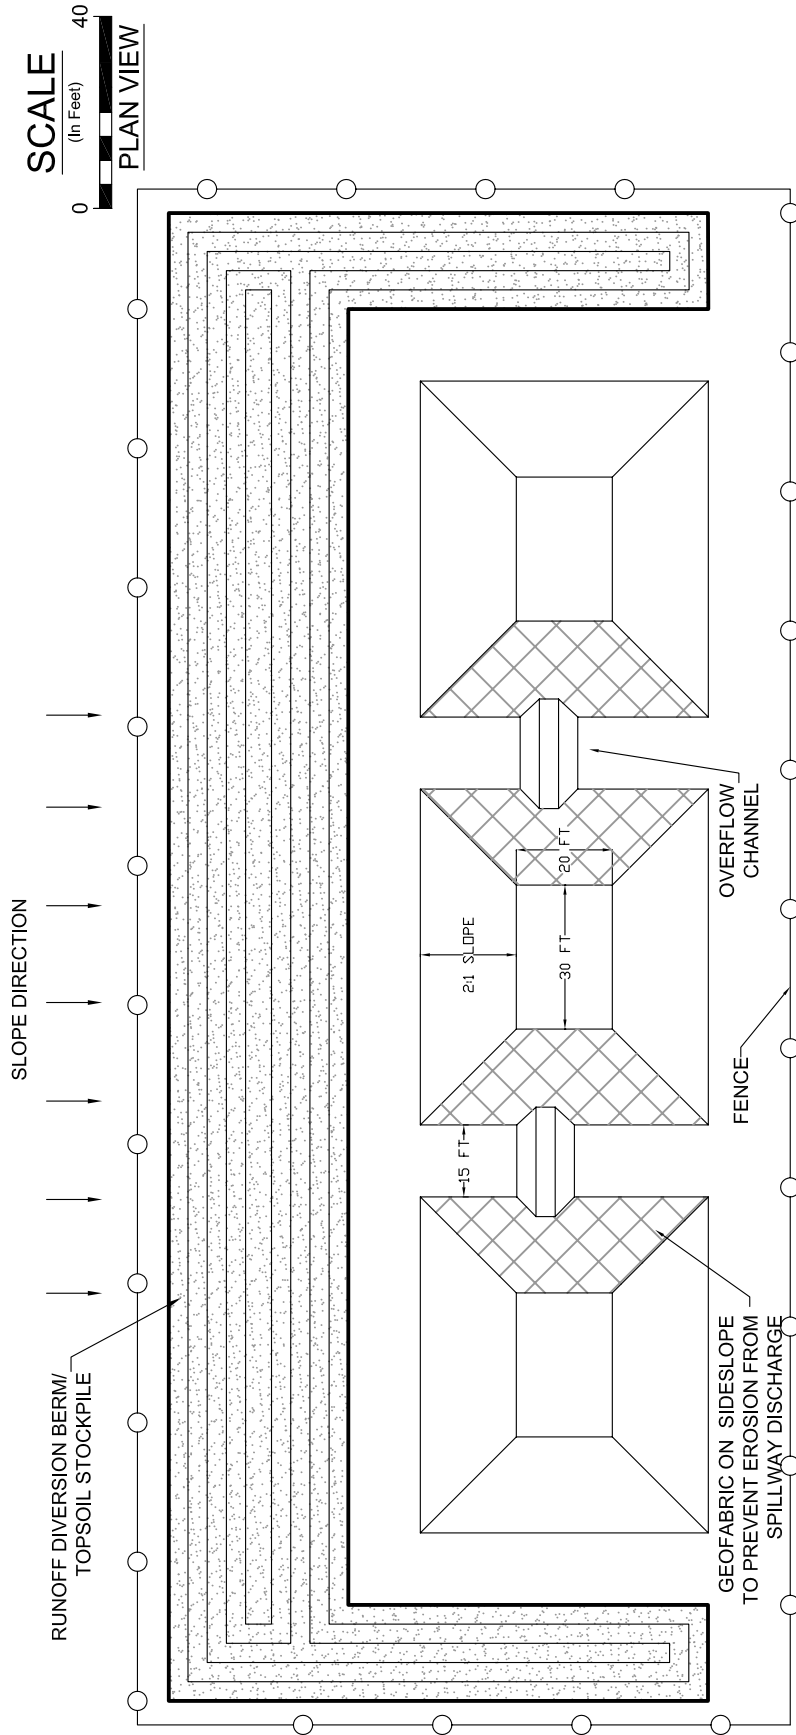 SLOPE DIRECTION
RUNOFF DIVERSION BERM/
TOPSOIL STOCKPILE
SCALE
(In Feet)
0
40
PLAN VIEW
15 FT
2:1 SLOPE
30 FT
20 FT
GEOFABRIC ON SIDESLOPE
TO PREVENT EROSION FROM
SPILLWAY DISCHARGE
FENCE
OVERFLOW
CHANNEL